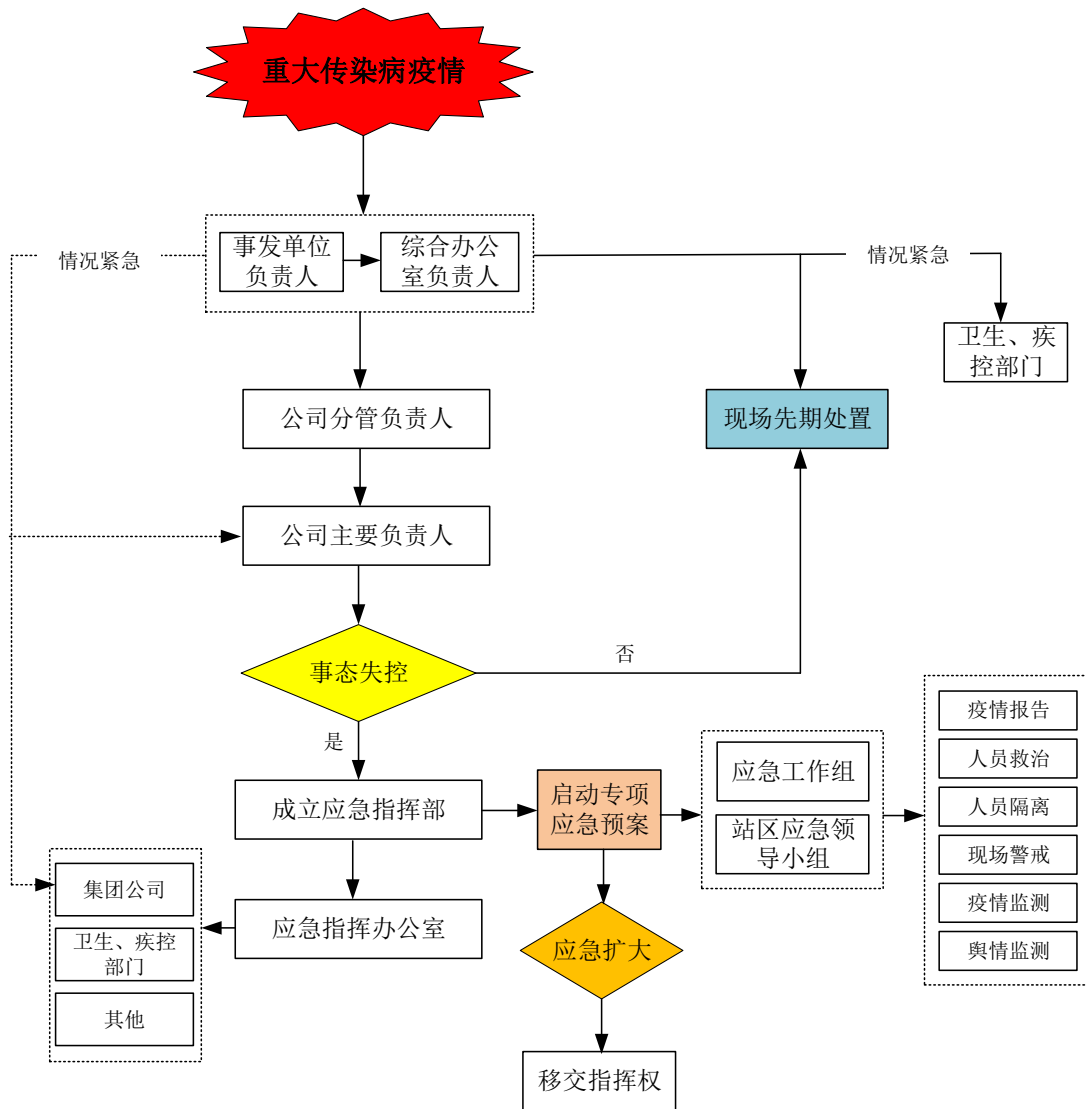 重大传染病疫情
情况紧急
事发单位
负责人
综合办公
室负责人
情况紧急
卫生、疾
控部门
公司分管负责人
现场先期处置
公司主要负责人
事态失控
否
是
疫情报告
人员救治
人员隔离
现场警戒
疫情监测
舆情监测
应急工作组
站区应急领
导小组
启动专项
应急预案
成立应急指挥部
集团公司
卫生、疾控
部门
其他
应急指挥办公室
应急扩大
移交指挥权